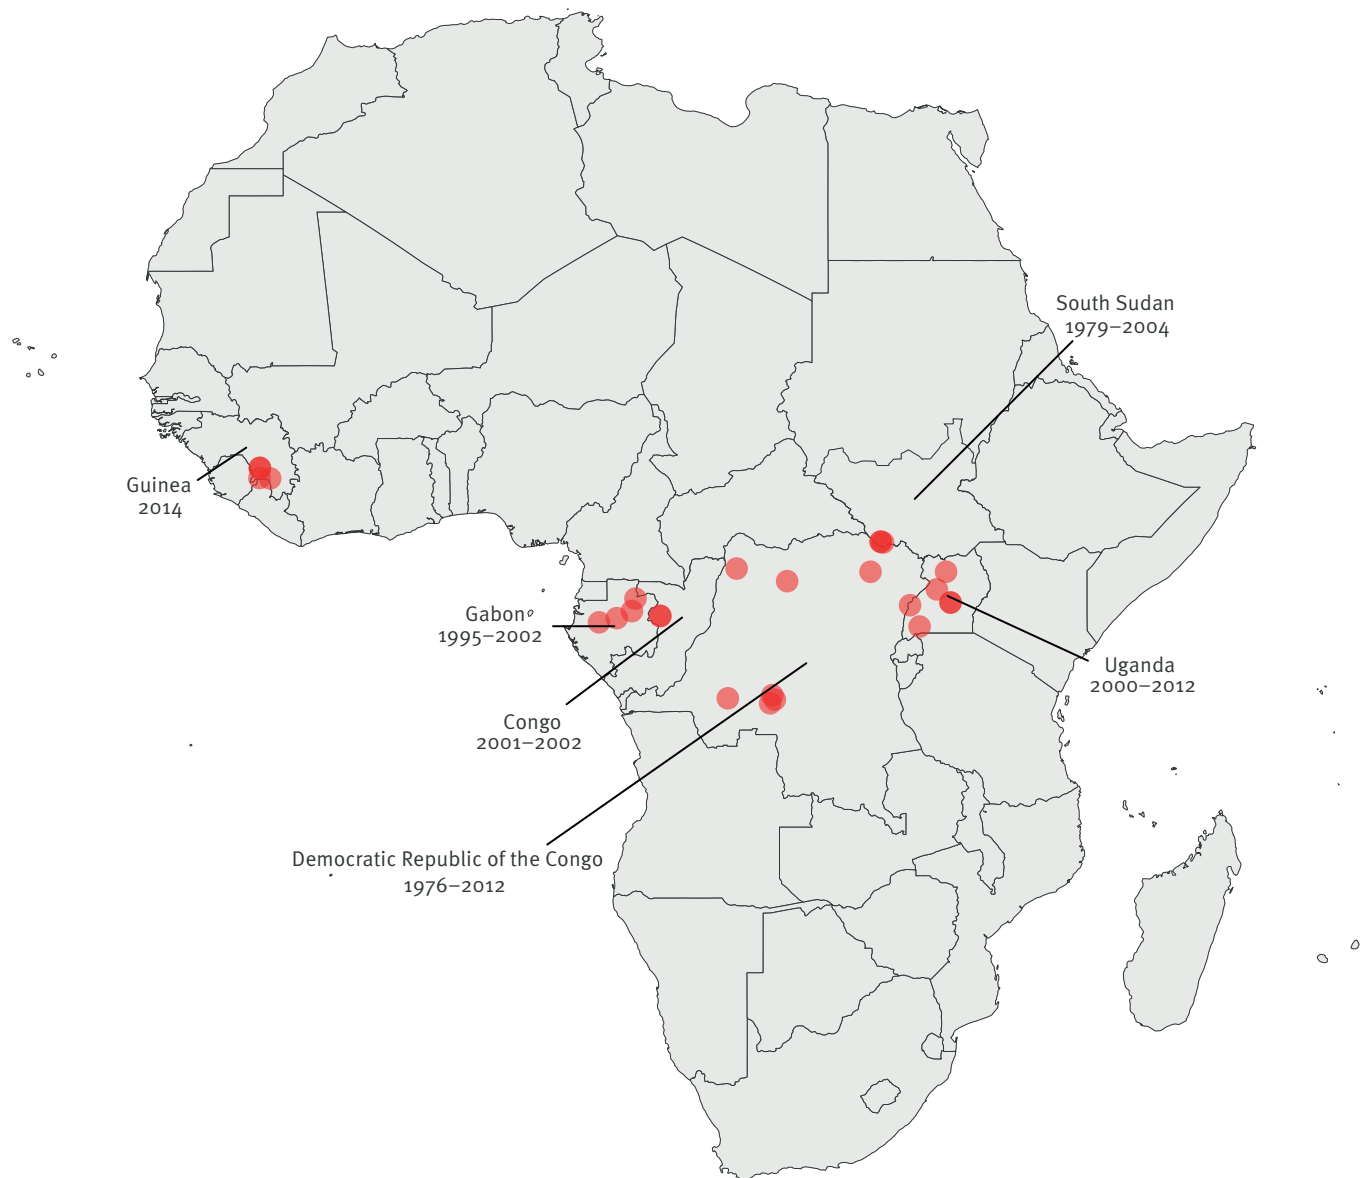 South Sudan
1979–2004
Guinea
2014
Gabon
1995–2002
Uganda
2000–2012
Congo
2001–2002
Democratic Republic of the Congo
1976–2012